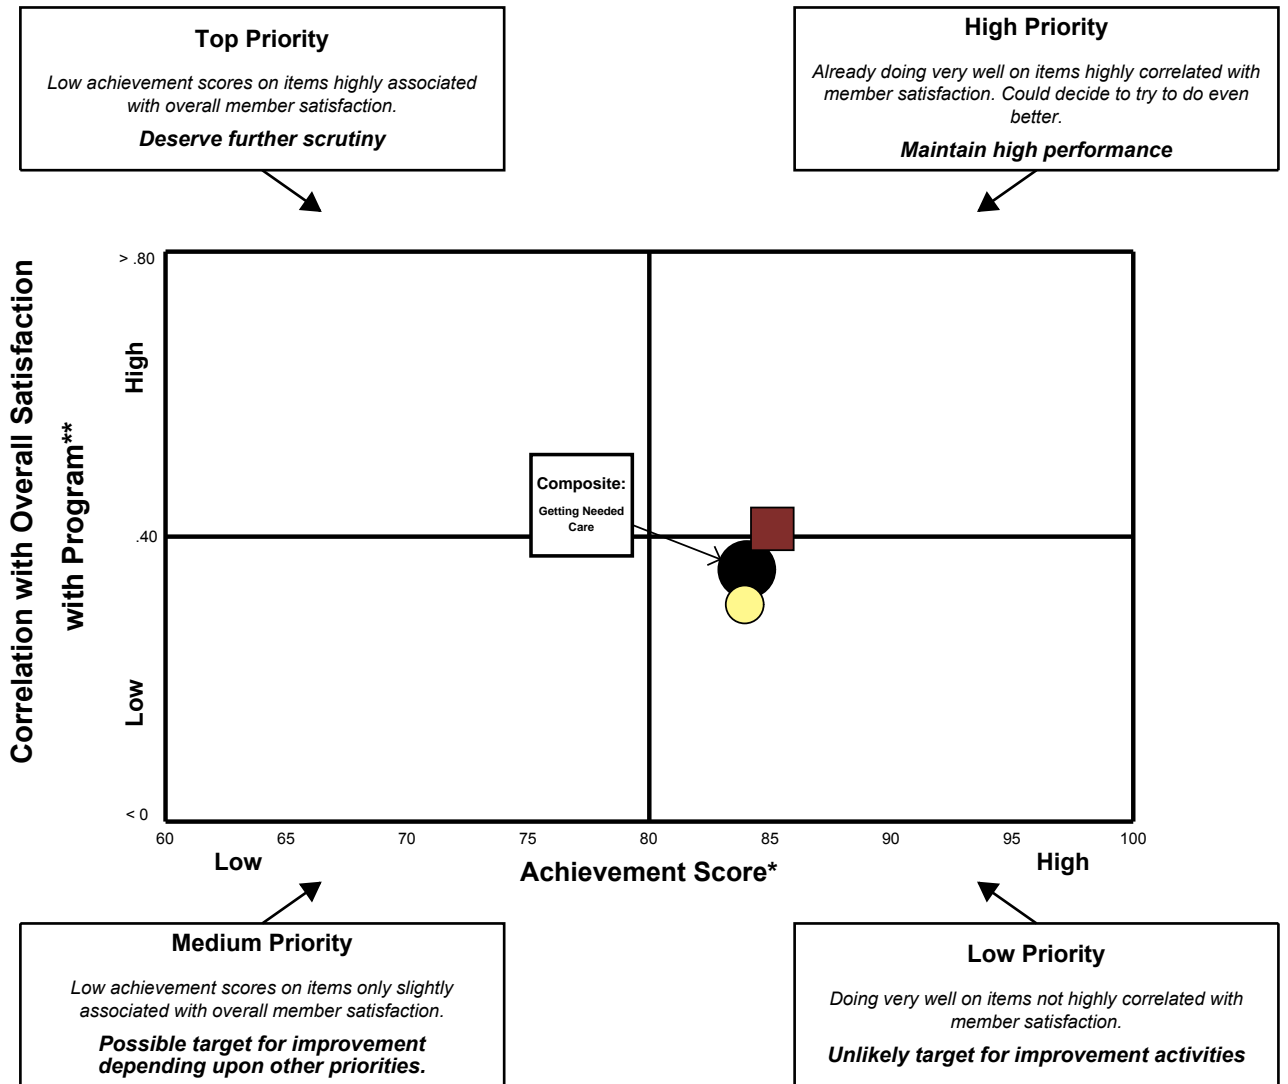 Top Priority
Low achievement scores on items highly associated
with overall member satisfaction.
Deserve further scrutiny
High Priority
Already doing very well on items highly correlated with
member satisfaction. Could decide to try to do even
better.
Maintain high performance
Correlation with Overall Satisfaction
with Program**
> .80
High
.40
Low
< 0
Composite:
Getting Needed
Care
60
65
70
75
80
85
90
95
100
Low
Achievement Score*
High
Medium Priority
Low achievement scores on items only slightly
associated with overall member satisfaction.
Possible target for improvement
depending upon other priorities.
Low Priority
Doing very well on items not highly correlated with
member satisfaction.
Unlikely target for improvement activities